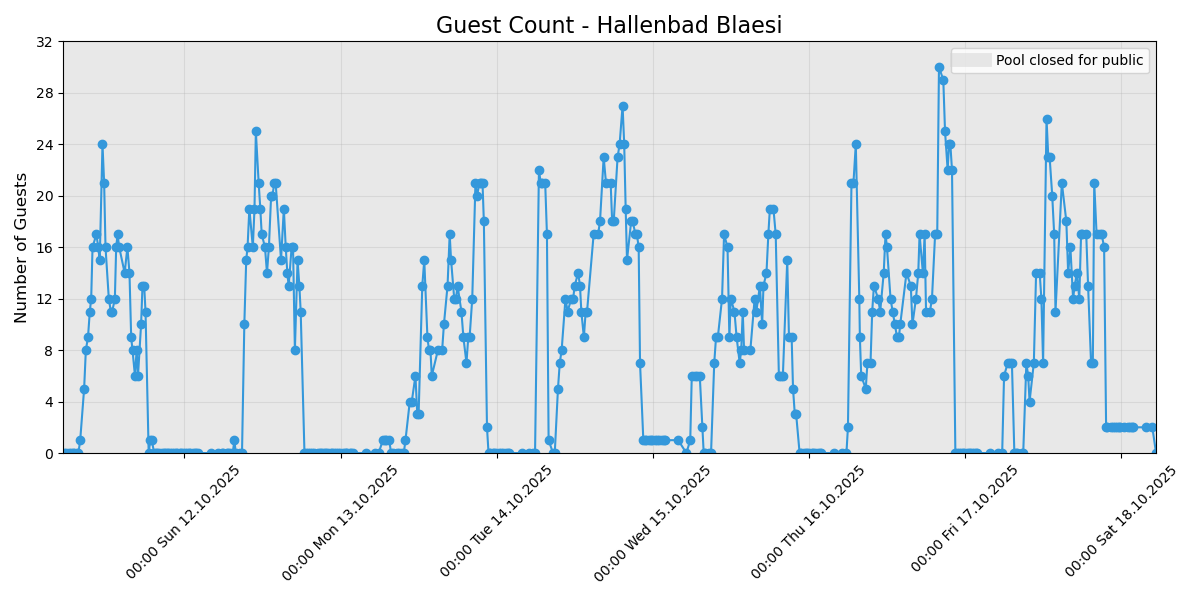 Guest Count - Hallenbad Blaesi
Number of Guests
32
28
24
20
16
12
8
4
0
Pool closed for public
00:00 Sun 12.10.2025
00:00 Mon 13.10.2025
00:00 Tue 14.10.2025
00:00 Wed 15.10.2025
00:00 Thu 16.10.2025
00:00 Fri 17.10.2025
00:00 Sat 18.10.2025